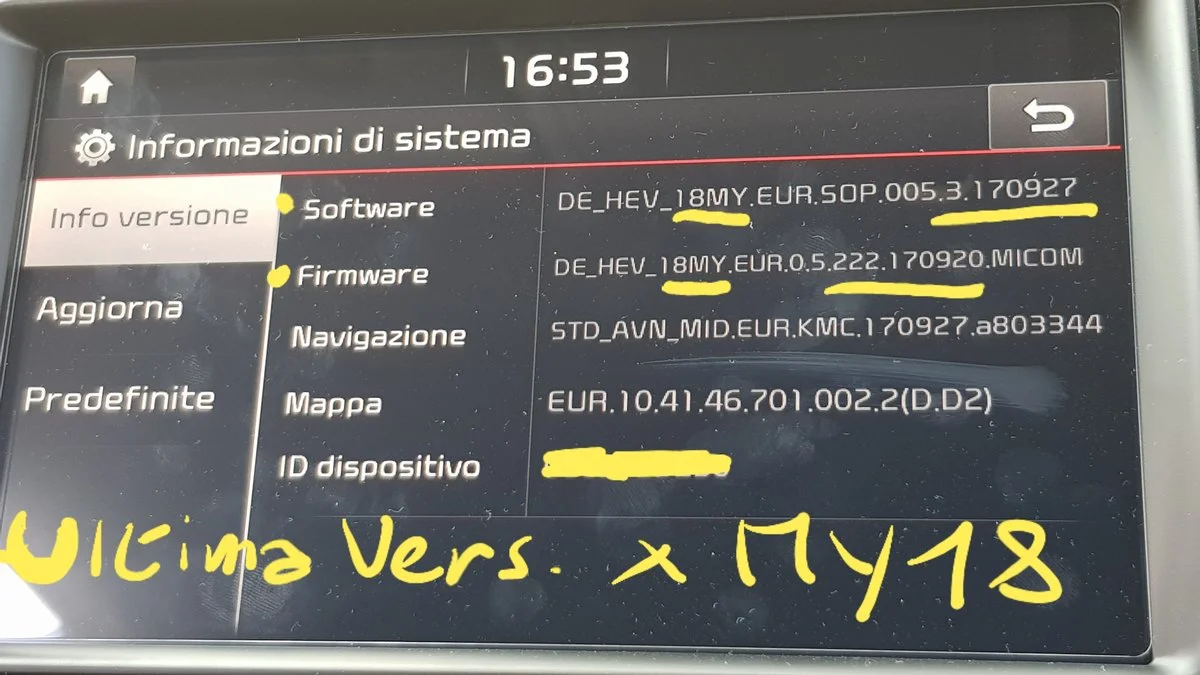 16:53
Informazioni di sistema
Info versione
Software DE_HEV_18MY.EUR.SOP.005.3.170927
Firmware DE_HEV_18MY.EUR.0.5.222.170920.MICOM
Aggiorna
Navigazione STD_AVN_MID.EUR.KMC.170927.a803344
Predefinite
Mappa EUR.10.41.46.701.002.2(D.D2)
ID dispositivo
Ultima Vers. x My18